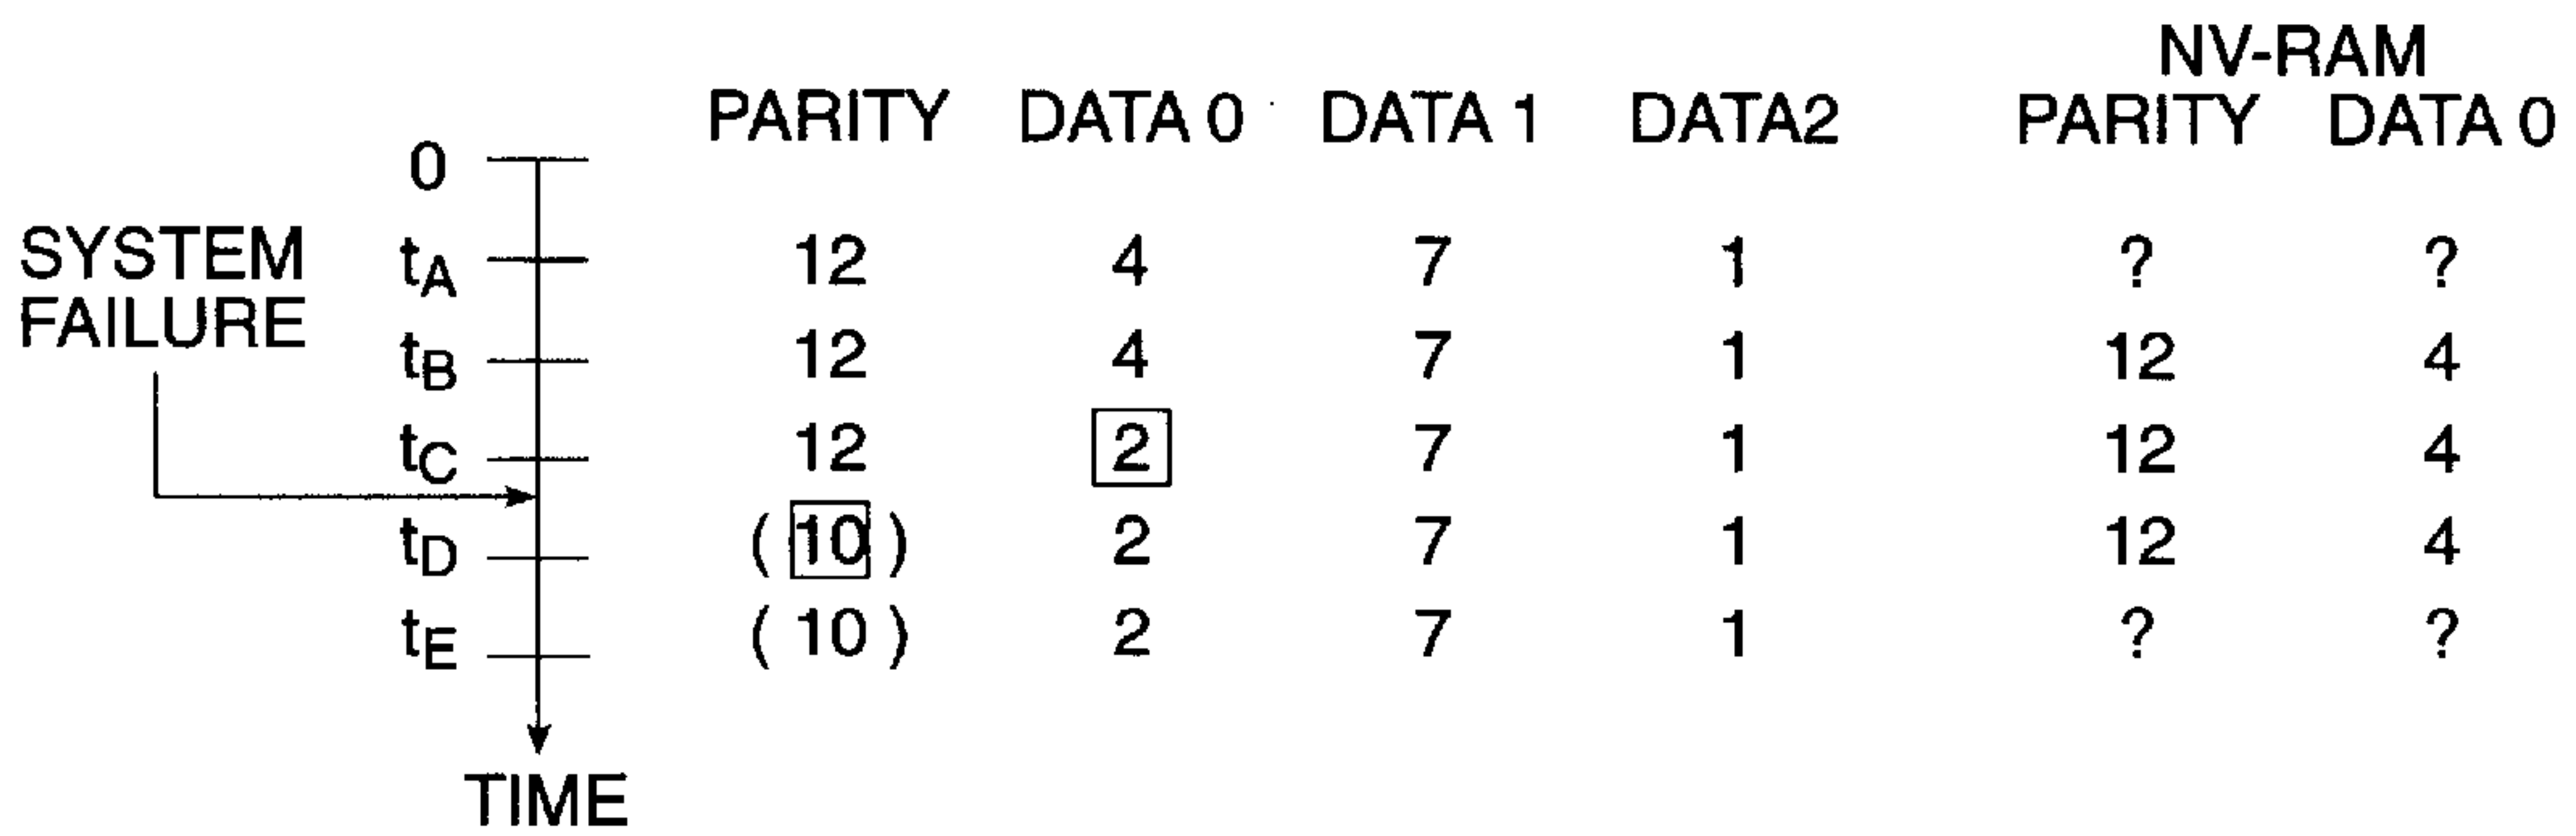 NV-RAM
PARITY DATA 0 DATA 1 DATA2 PARITY DATA 0
0
SYSTEM FAILURE
tA 12 4 7 1 ? ?
tB 12 4 7 1 12 4
tC 12 2 7 1 12 4
tD (10) 2 7 1 12 4
tE (10) 2 7 1 ? ?
TIME